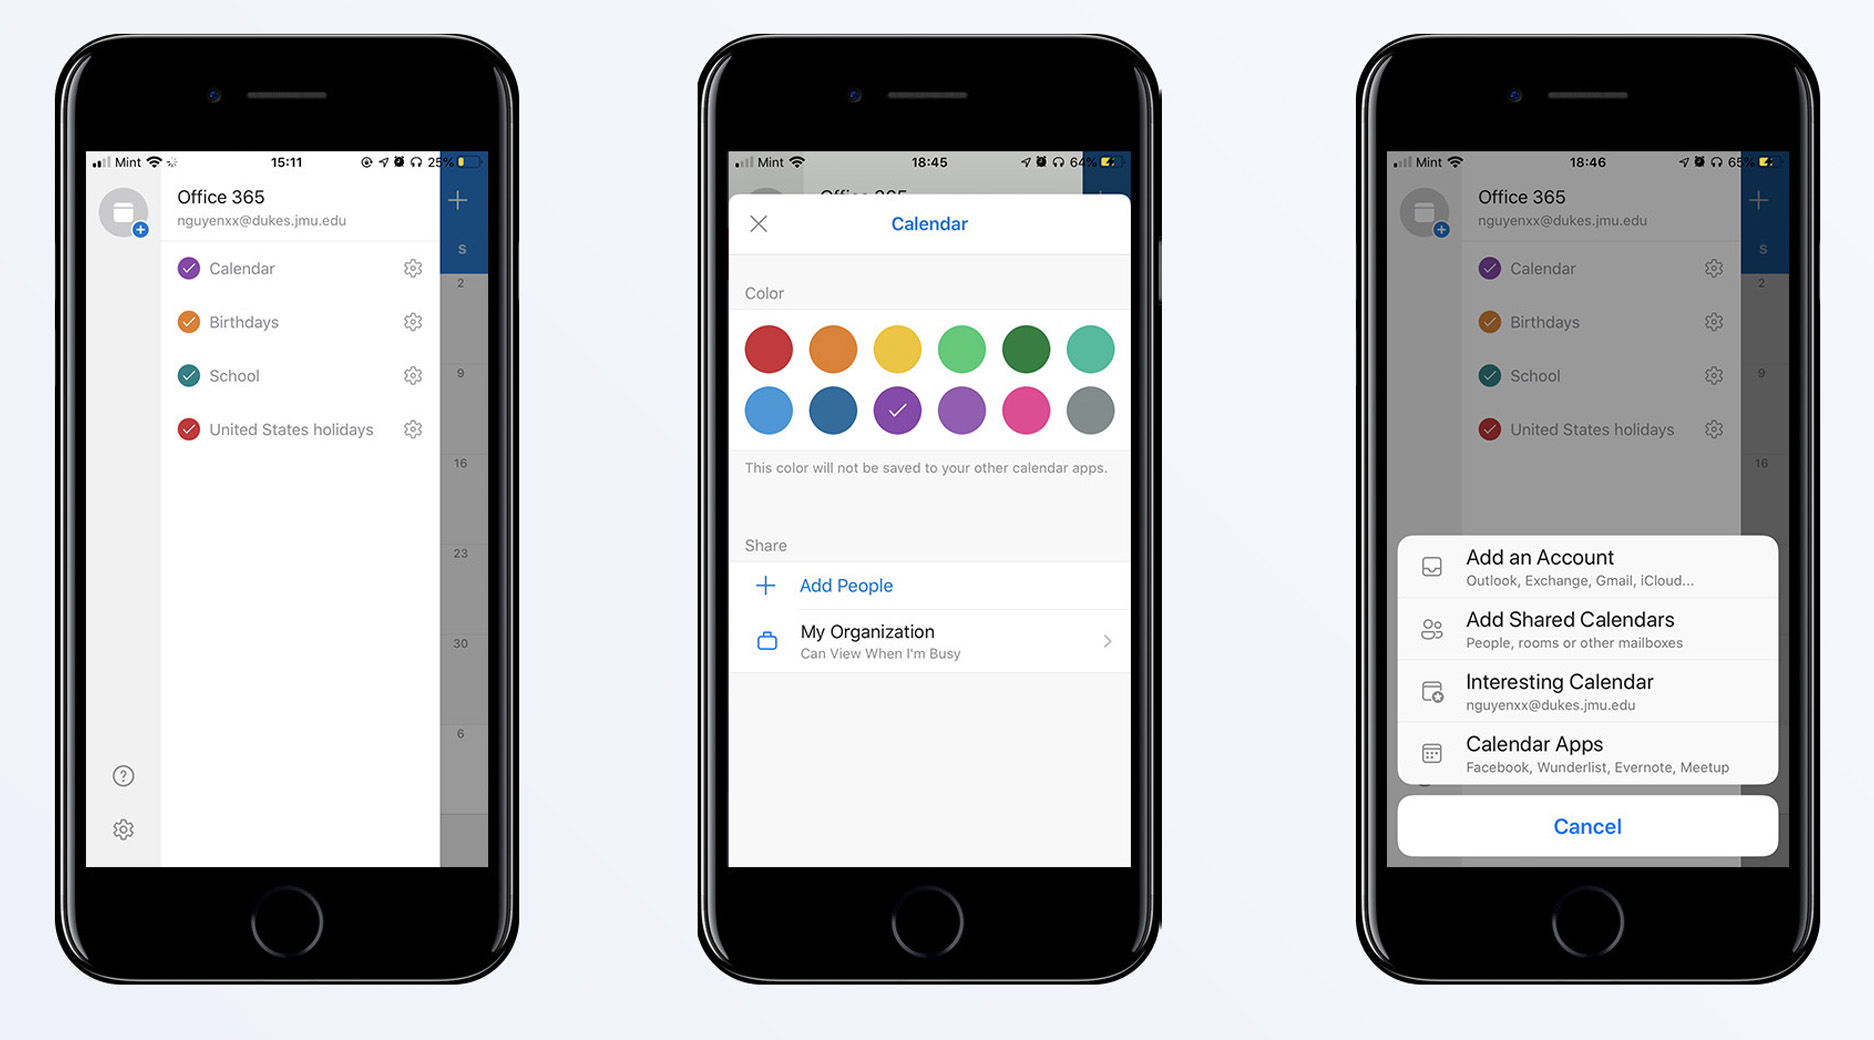 Mint 15:11 25%
Office 365
nguyenxx@dukes.jmu.edu
S
Calendar
2
Birthdays
School
9
United States holidays
16
23
30
6
Mint 18:45 64%
Calendar
Color
This color will not be saved to your other calendar apps.
Share
Add People
My Organization
Can View When I'm Busy
Mint 18:46 65%
Office 365
nguyenxx@dukes.jmu.edu
S
Calendar
2
Birthdays
School
9
United States holidays
16
Add an Account
Outlook, Exchange, Gmail, iCloud...
Add Shared Calendars
People, rooms or other mailboxes
Interesting Calendar
nguyenxx@dukes.jmu.edu
Calendar Apps
Facebook, Wunderlist, Evernote, Meetup
Cancel